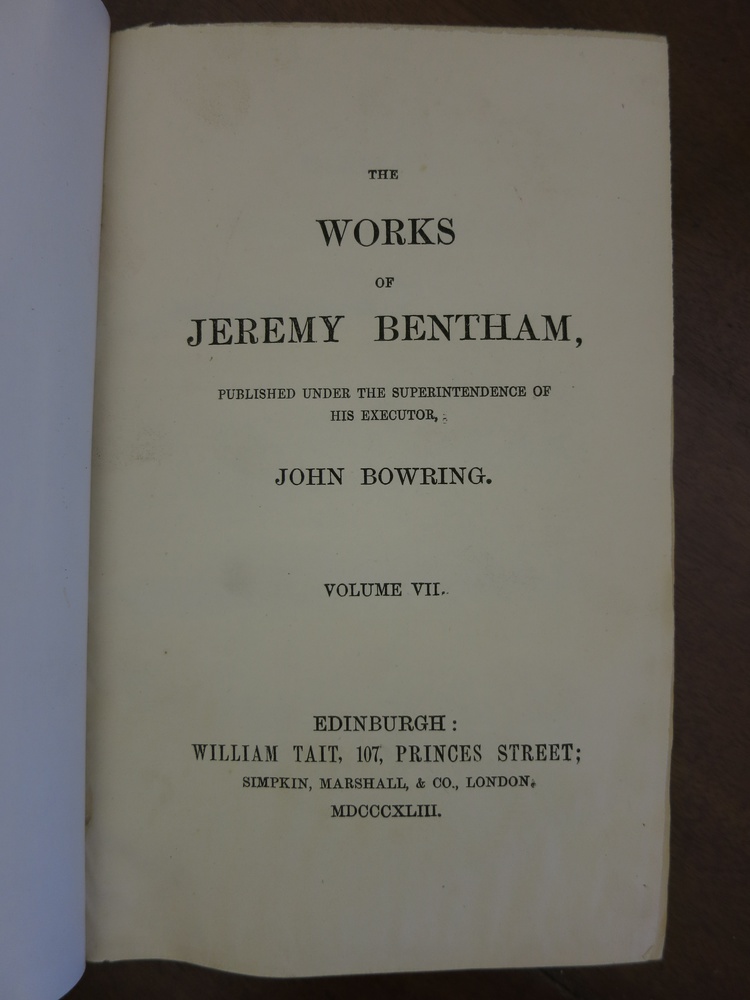 THE
WORKS
OF
JEREMY BENTHAM,
PUBLISHED UNDER THE SUPERINTENDENCE OF
HIS EXECUTOR,
JOHN BOWRING.
VOLUME VII.
EDINBURGH:
WILLIAM TAIT, 107, PRINCES STREET;
SIMPKIN, MARSHALL, & CO., LONDON.
MDCCCXLIII.